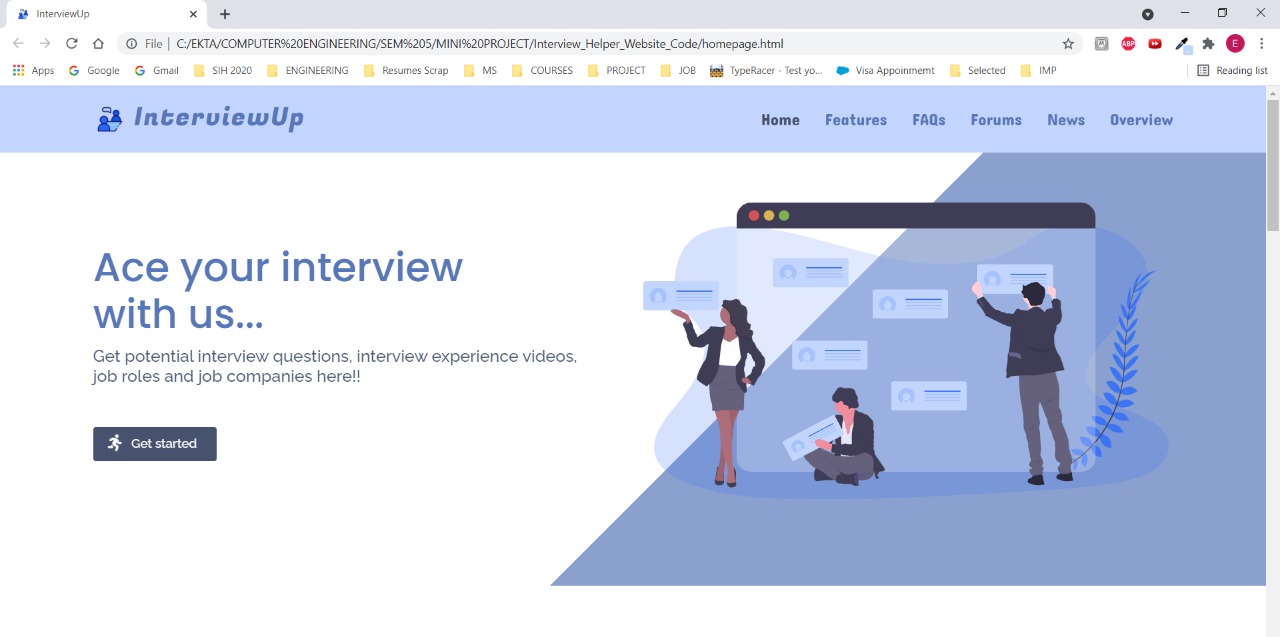 InterviewUp
File | C:/EKTA/COMPUTER%20ENGINEERING/SEM%206/MINI%20PROJECT/Interview_Helper_Website_Code/homepage.html
ABP
E
Apps Google Gmail SIH 2020 ENGINEERING Resumes Scrap MS COURSES PROJECT JOB TypeRacer - Test yo... Visa Appoinmemt Selected IMP Reading list
InterviewUp
Home Features FAQs Forums News Overview
Ace your interview
with us...
Get potential interview questions, interview experience videos,
job roles and job companies here!!
Get started